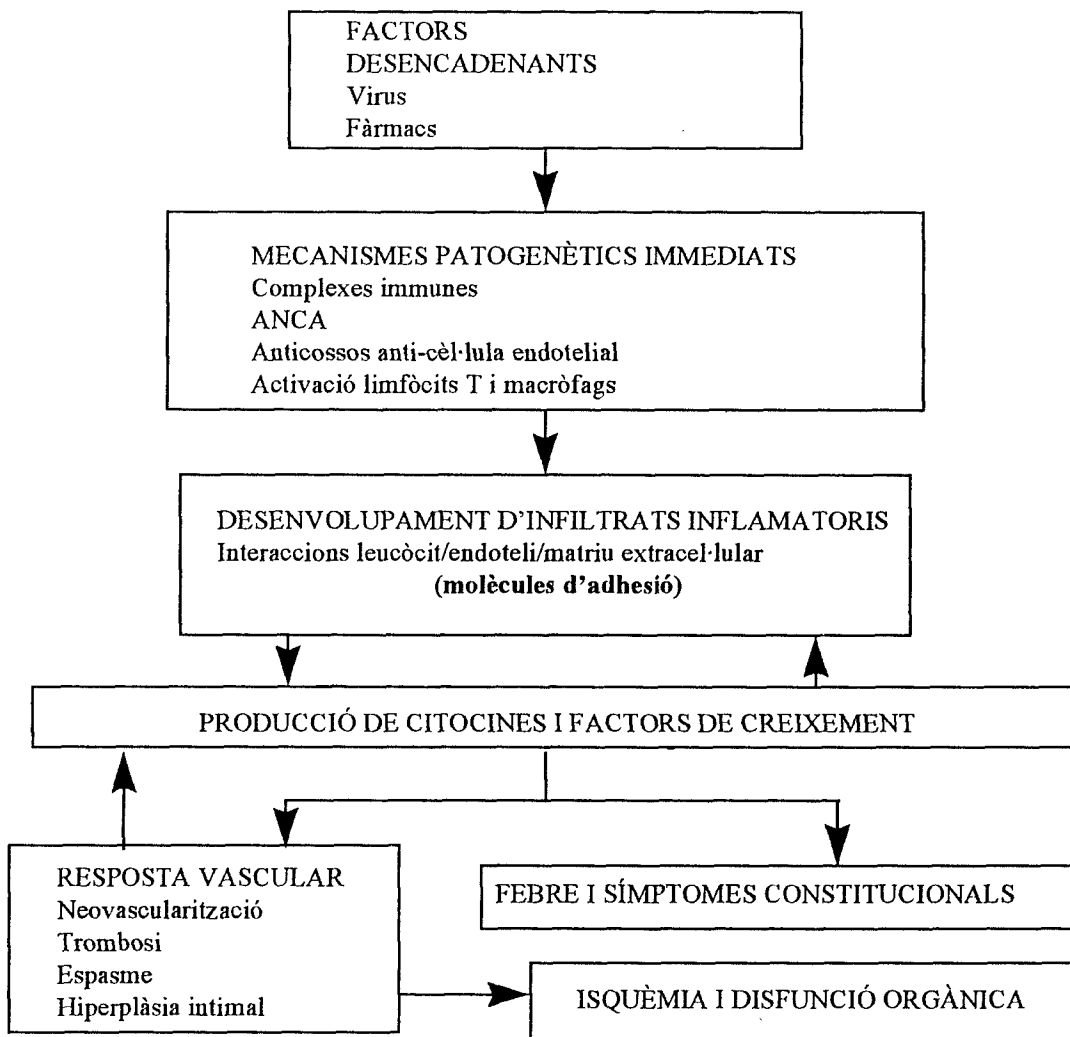 FACTORS
DESENCADENANTS
Virus
Fàrmacs
MECANISMES PATOGENÈTICS IMMEDIATS
Complexes immunes
ANCA
Anticossos anti-cèl·lula endotelial
Activació limfòcits T i macròfags
DESENVOLUPAMENT D'INFILTRATS INFLAMATORIS
Interaccions leucòcit/endoteli/matriu extracel·lular
(molècules d'adhesió)
PRODUCCIÓ DE CITOCINES I FACTORS DE CREIXEMENT
RESPOSTA VASCULAR
Neovascularització
Trombosi
Espasme
Hiperplàsia intimal
FEBRE I SÍMPTOMES CONSTITUCIONALS
ISQUÈMIA I DISFUNCIÓ ORGÀNICA